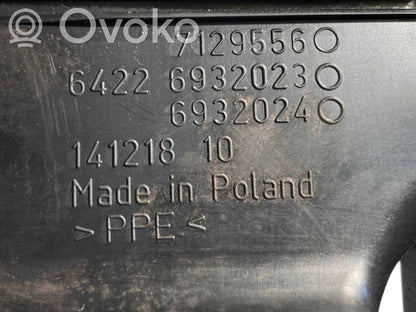 Ovoko
7129556
6422 6932023
6932024
141218 10
Made in Poland
> PPE <